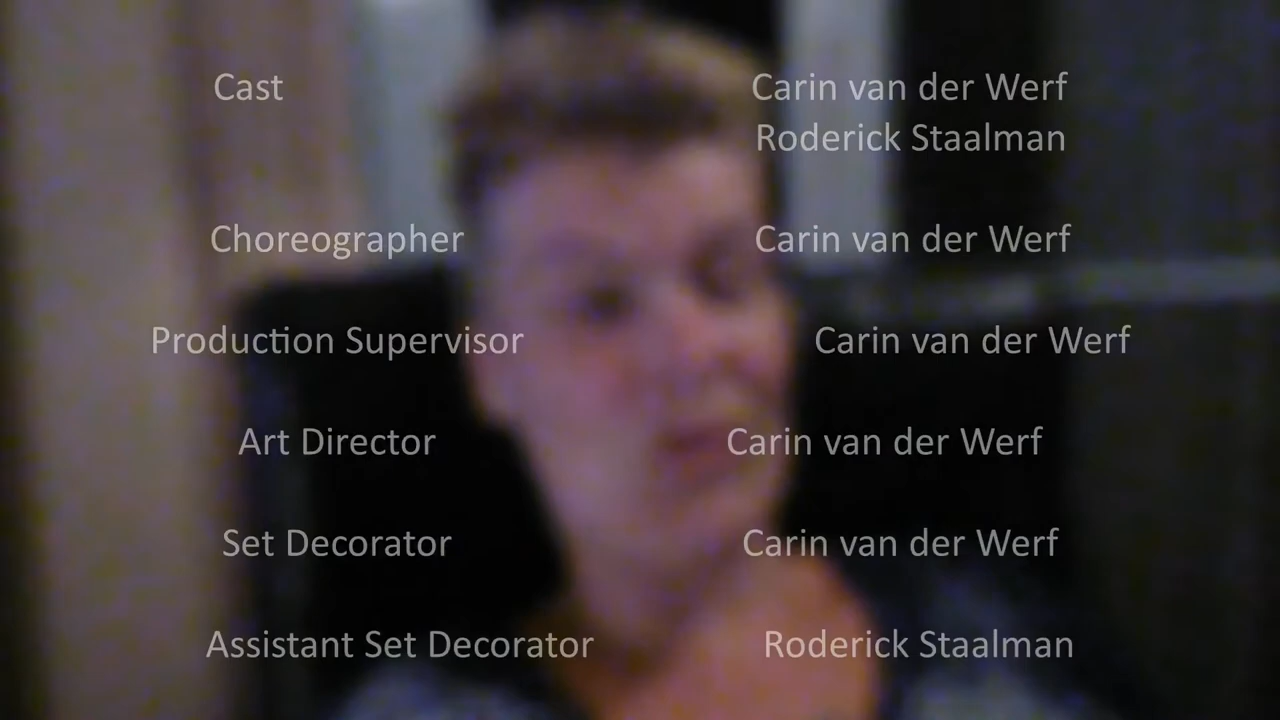 Cast Carin van der Werf
Roderick Staalman
Choreographer Carin van der Werf
Production Supervisor Carin van der Werf
Art Director Carin van der Werf
Set Decorator Carin van der Werf
Assistant Set Decorator Roderick Staalman